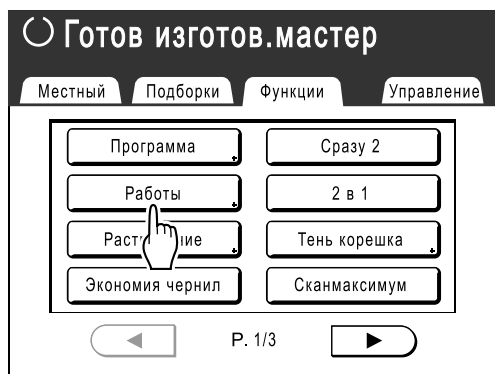 Готов изготов.мастер
Местный Подборки Функции Управление
Программа Сразу 2
Работы 2 в 1
Тень корешка
Экономия чернил Сканмаксимум
P. 1/3